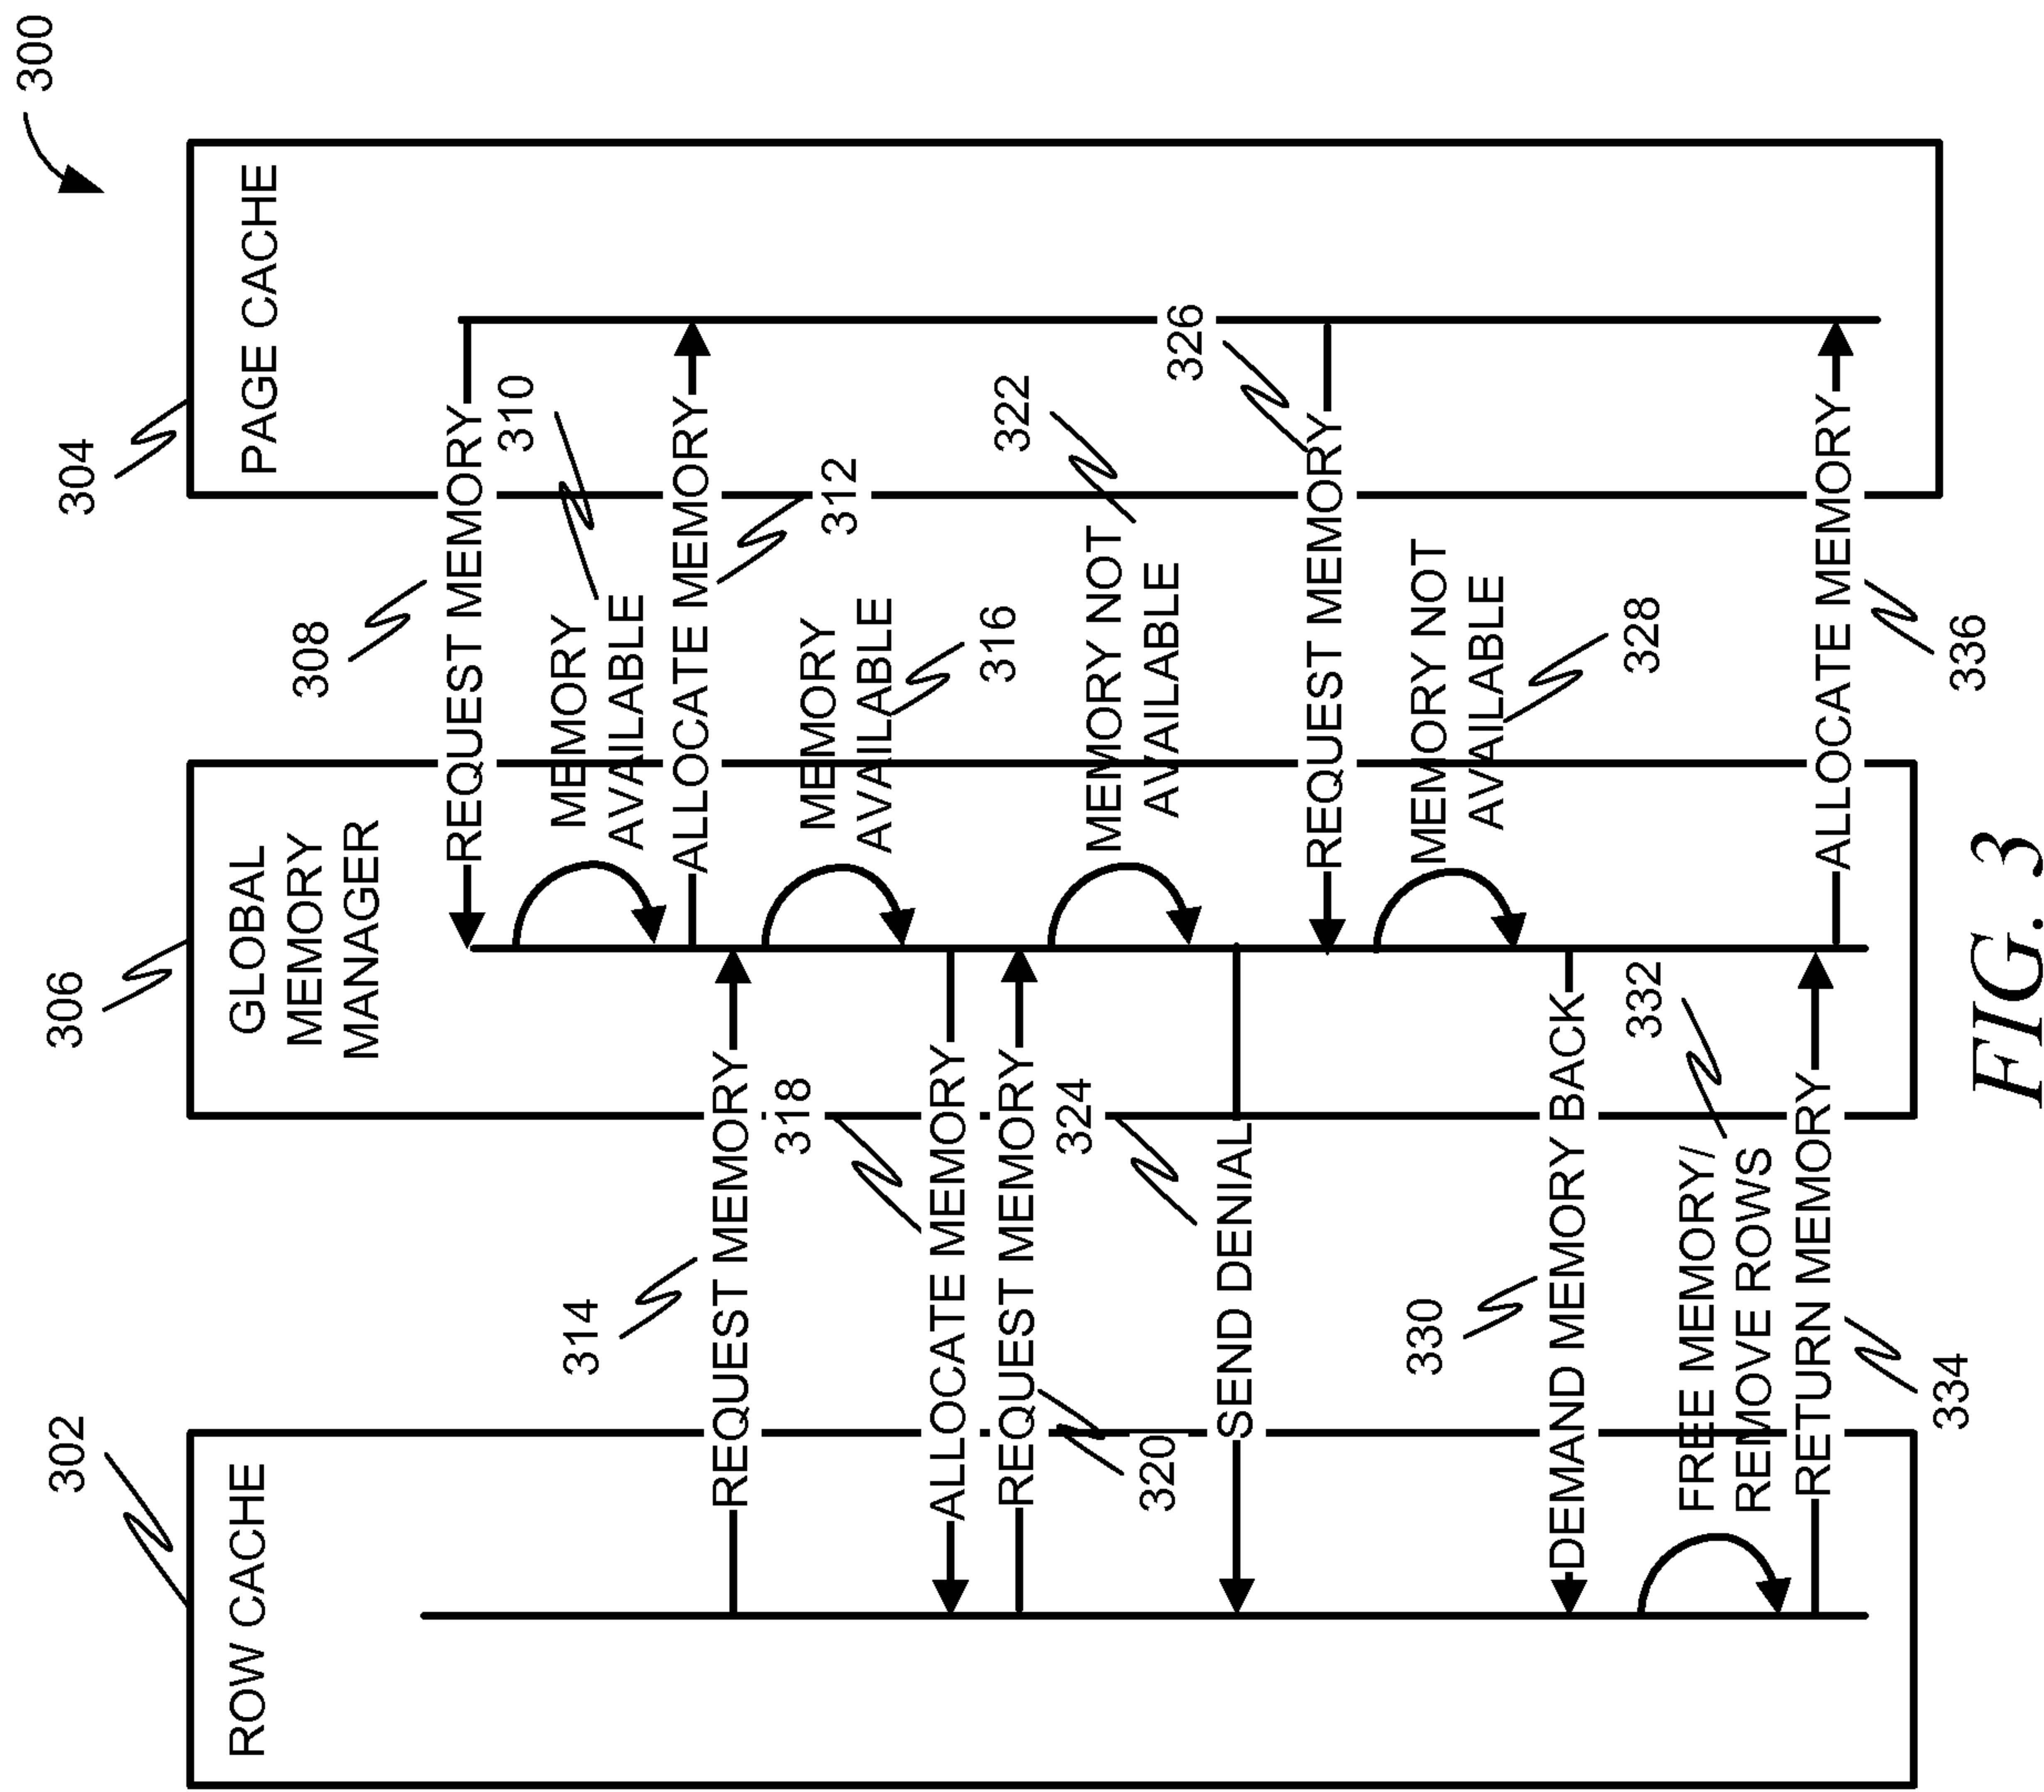 300
302
ROW CACHE
306
GLOBAL
MEMORY
MANAGER
304
PAGE CACHE
308
REQUEST MEMORY
310
MEMORY
AVAILABLE
ALLOCATE MEMORY
312
314
REQUEST MEMORY
MEMORY
AVAILABLE
316
318
ALLOCATE MEMORY
REQUEST MEMORY
320
322
MEMORY NOT
AVAILABLE
324
SEND DENIAL
326
REQUEST MEMORY
MEMORY NOT
AVAILABLE
328
330
DEMAND MEMORY BACK
332
FREE MEMORY/
REMOVE ROWS
RETURN MEMORY
334
ALLOCATE MEMORY
336
FIG. 3